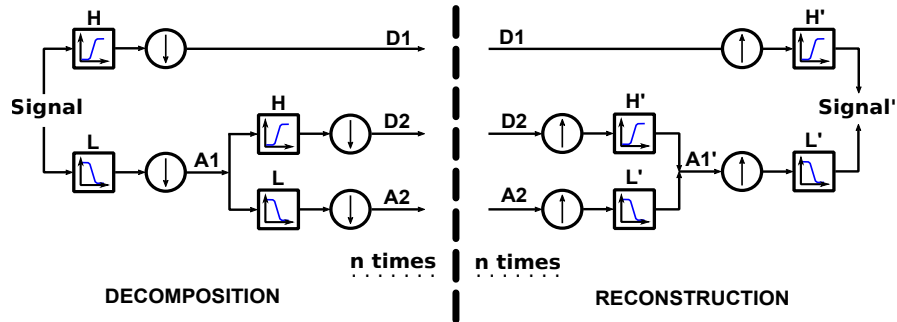 H
D1
D1
H'
Signal
H
D2
D2
H'
Signal'
L
A1
A1'
L'
L
A2
A2
L'
n times
n times
DECOMPOSITION
RECONSTRUCTION